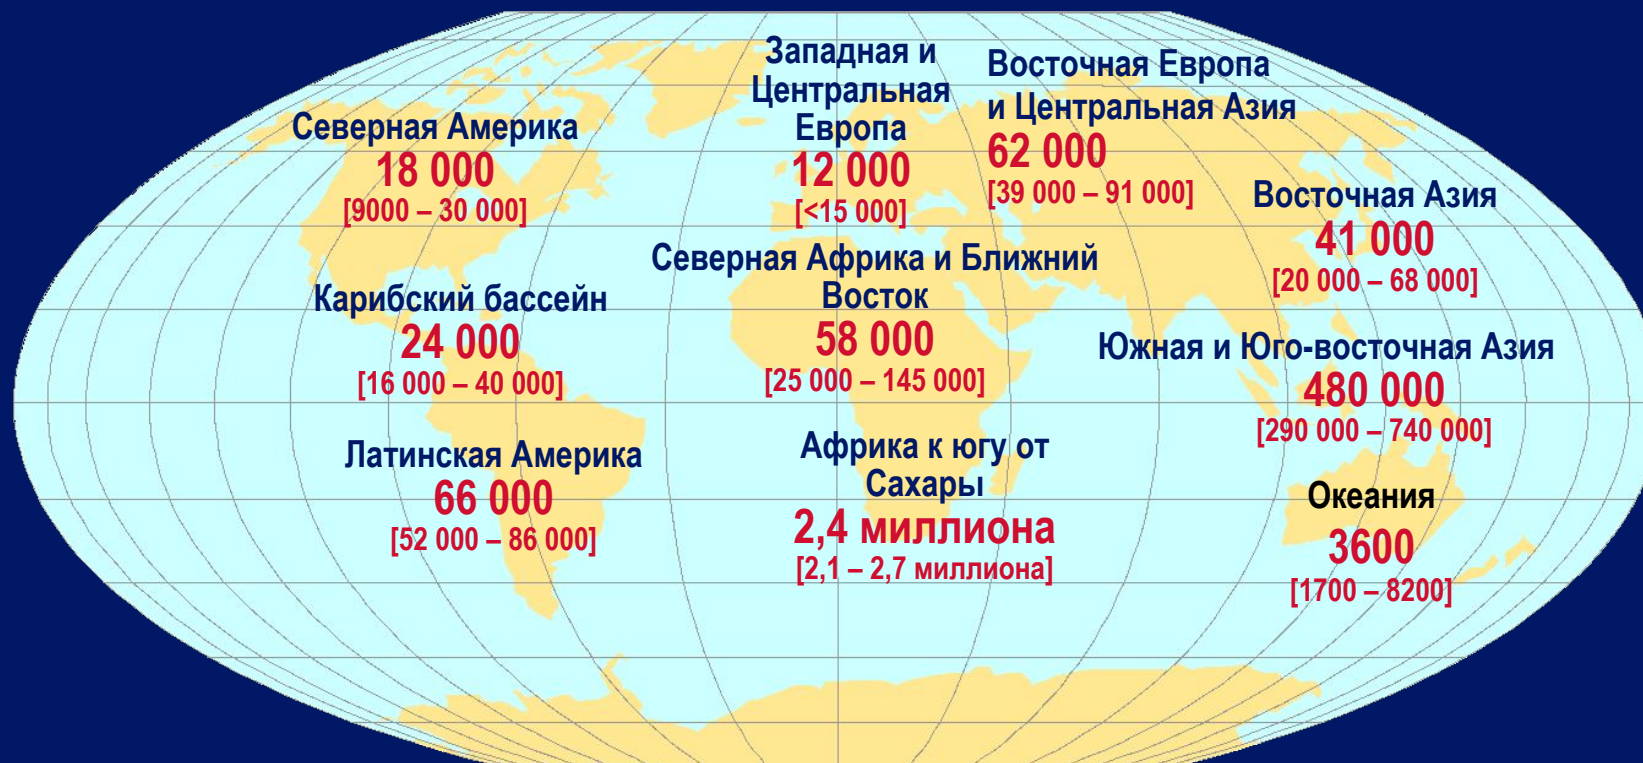 Северная Америка
18 000
[9000 – 30 000]
Западная и
Центральная
Европа
12 000
[<15 000]
Восточная Европа
и Центральная Азия
62 000
[39 000 – 91 000]
Восточная Азия
41 000
[20 000 – 68 000]
Карибский бассейн
24 000
[16 000 – 40 000]
Северная Африка и Ближний
Восток
58 000
[25 000 – 145 000]
Южная и Юго-восточная Азия
480 000
[290 000 – 740 000]
Латинская Америка
66 000
[52 000 – 86 000]
Африка к югу от
Сахары
2,4 миллиона
[2,1 – 2,7 миллиона]
Океания
3600
[1700 – 8200]